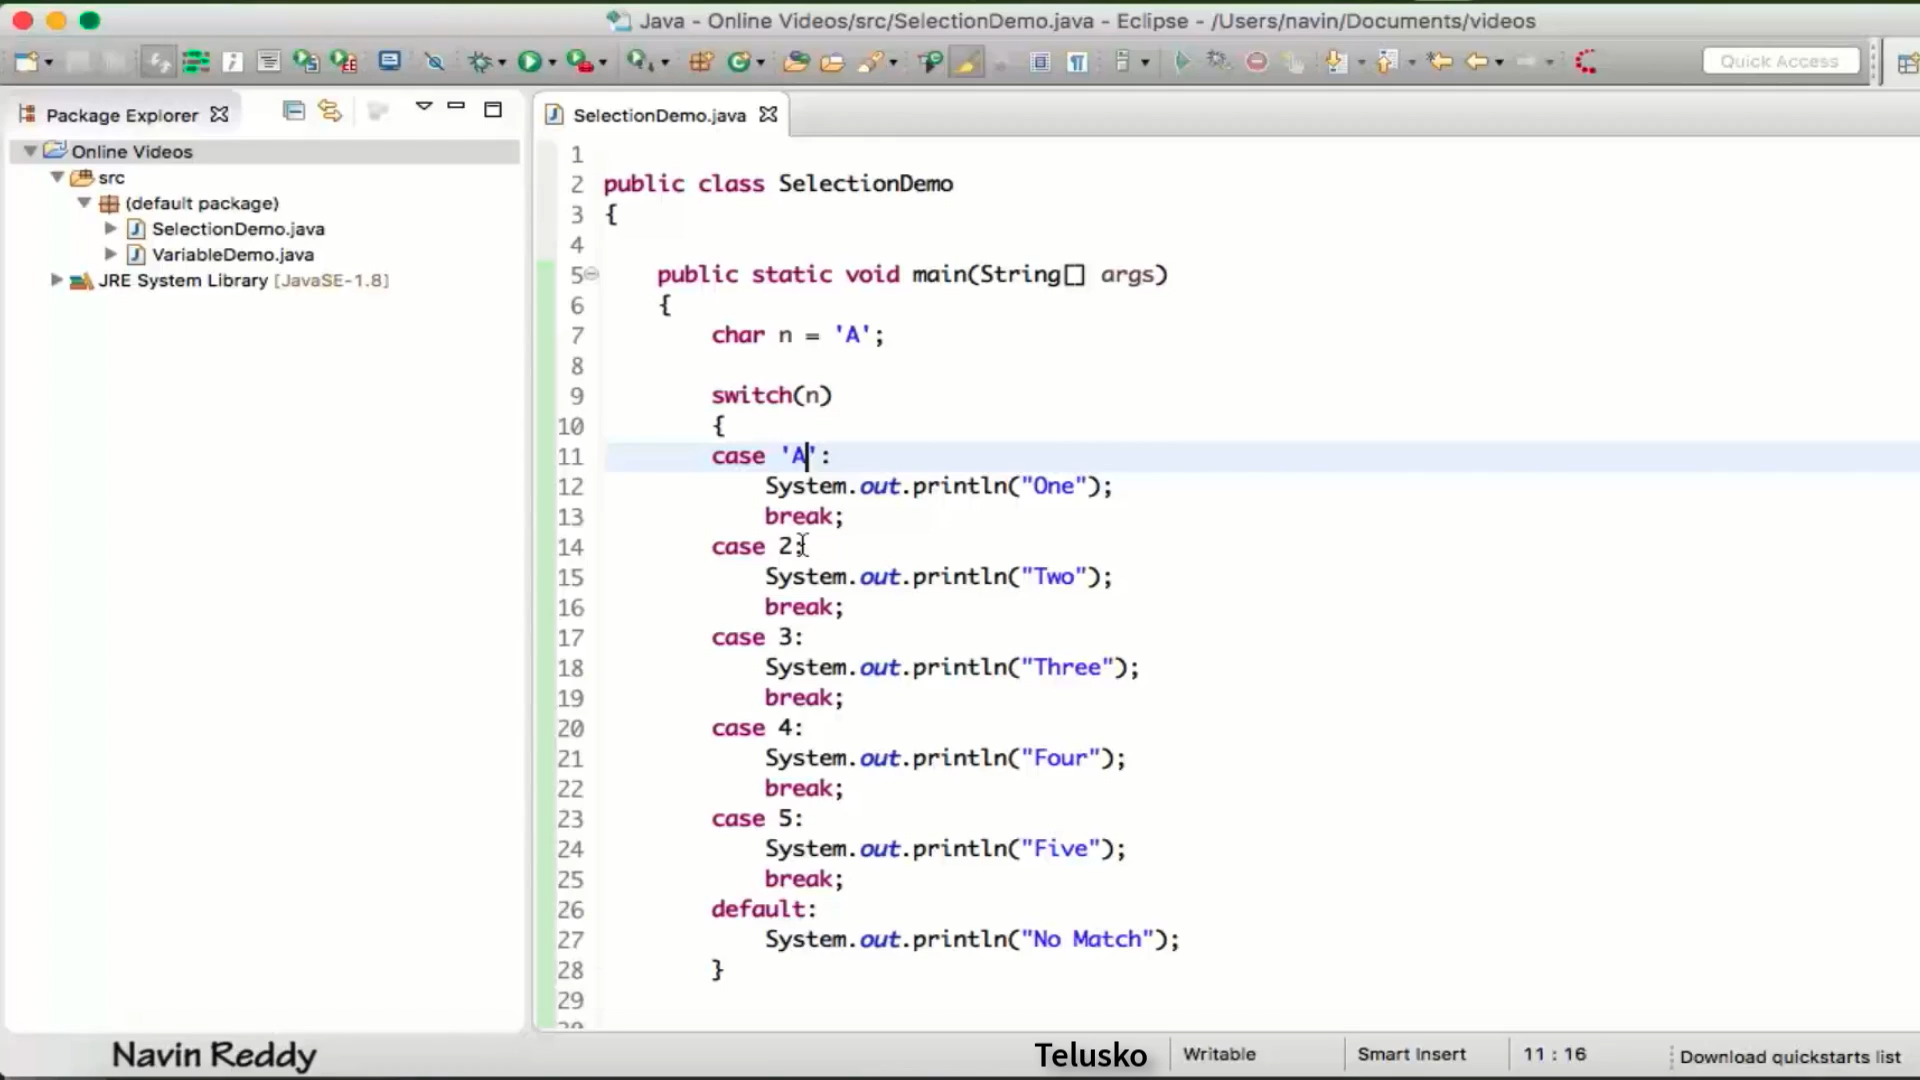 Java - Online Videos/src/SelectionDemo.java - Eclipse - /Users/navin/Documents/videos
Quick Access
Package Explorer
SelectionDemo.java
Online Videos
src
(default package)
SelectionDemo.java
VariableDemo.java
JRE System Library [JavaSE-1.8]
1
2 public class SelectionDemo
3 {
4
5 public static void main(String[] args)
6 {
7 char n = 'A';
8
9 switch(n)
10 {
11 case 'A':
12 System.out.println("One");
13 break;
14 case 2:
15 System.out.println("Two");
16 break;
17 case 3:
18 System.out.println("Three");
19 break;
20 case 4:
21 System.out.println("Four");
22 break;
23 case 5:
24 System.out.println("Five");
25 break;
26 default:
27 System.out.println("No Match");
28 }
29
Navin Reddy
Telusko
Writable
Smart Insert
11 : 16
Download quickstarts list